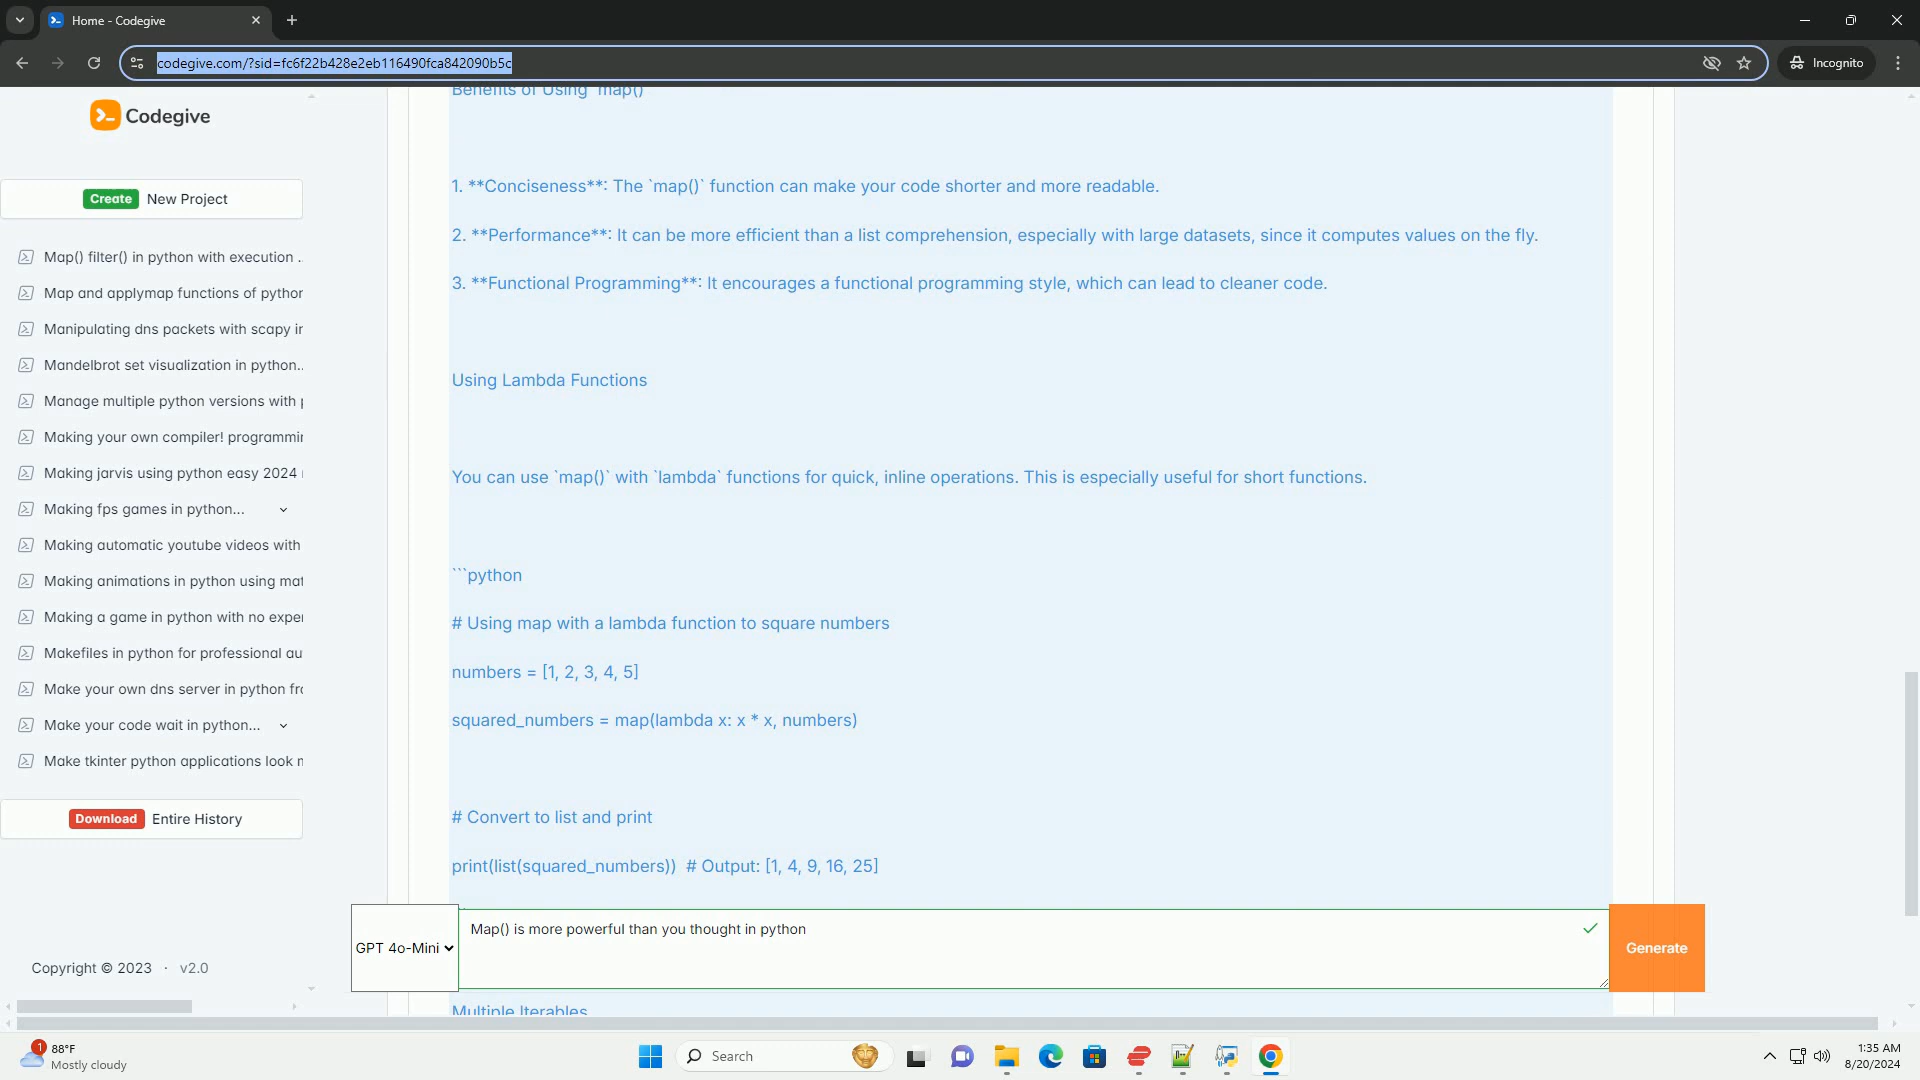 Home - Codegive
codegive.com/?sid=fc6f22b428e2eb116490fca842090b5c
Incognito
Codegive
Create New Project
Map() filter() in python with execution ..
Map and applymap functions of python
Manipulating dns packets with scapy in
Mandelbrot set visualization in python..
Manage multiple python versions with p
Making your own compiler! programmin
Making jarvis using python easy 2024
Making fps games in python...
Making automatic youtube videos with
Making animations in python using mat
Making a game in python with no exper
Makefiles in python for professional au
Make your own dns server in python fro
Make your code wait in python...
Make tkinter python applications look m
Download Entire History
Copyright © 2023 · v2.0
Benefits of Using `map()`
1. **Conciseness**: The `map()` function can make your code shorter and more readable.
2. **Performance**: It can be more efficient than a list comprehension, especially with large datasets, since it computes values on the fly.
3. **Functional Programming**: It encourages a functional programming style, which can lead to cleaner code.
Using Lambda Functions
You can use `map()` with `lambda` functions for quick, inline operations. This is especially useful for short functions.
```python
# Using map with a lambda function to square numbers
numbers = [1, 2, 3, 4, 5]
squared_numbers = map(lambda x: x * x, numbers)
# Convert to list and print
print(list(squared_numbers))  # Output: [1, 4, 9, 16, 25]
GPT 4o-Mini
Map() is more powerful than you thought in python
Generate
Multiple Iterables
1
88°F
Mostly cloudy
Search
1:35 AM
8/20/2024